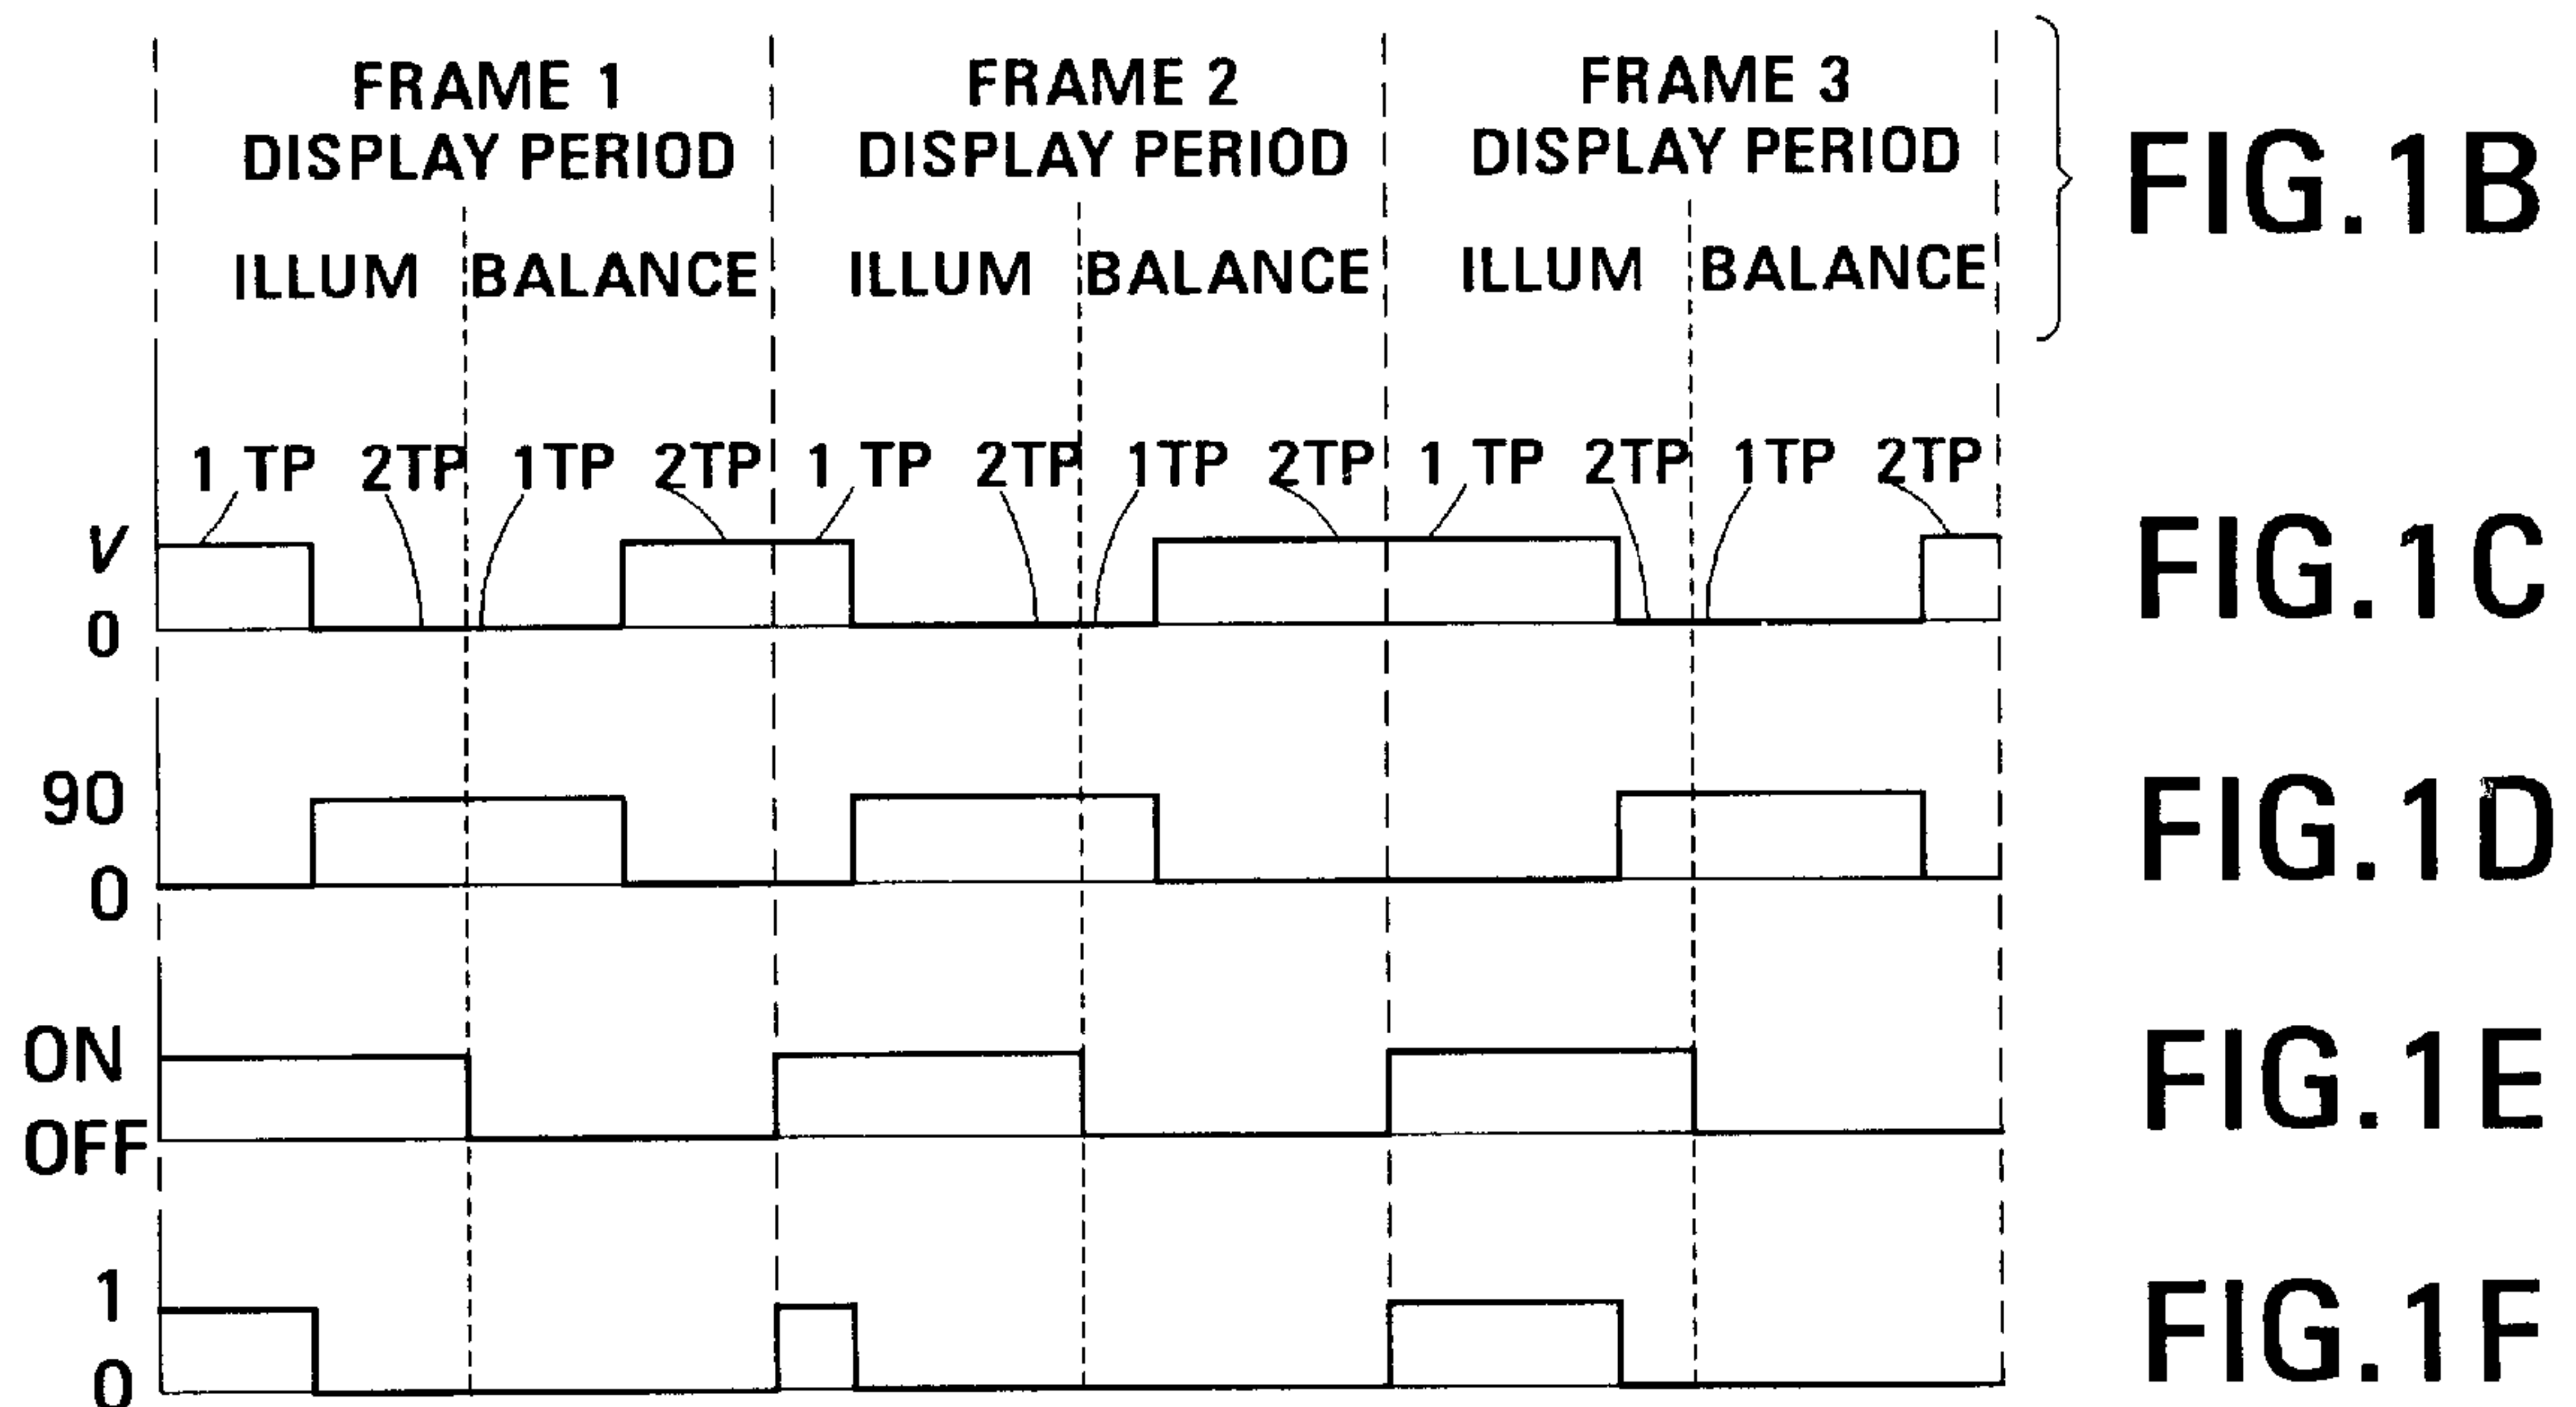 FRAME 1 FRAME 2 FRAME 3
DISPLAY PERIOD DISPLAY PERIOD DISPLAY PERIOD
FIG.1B
ILLUM BALANCE ILLUM BALANCE ILLUM BALANCE
1 TP 2TP 1TP 2TP 1 TP 2TP 1TP 2TP 1 TP 2TP 1TP 2TP
V
0
FIG.1C
90
0
FIG.1D
ON
OFF
FIG.1E
1
0
FIG.1F